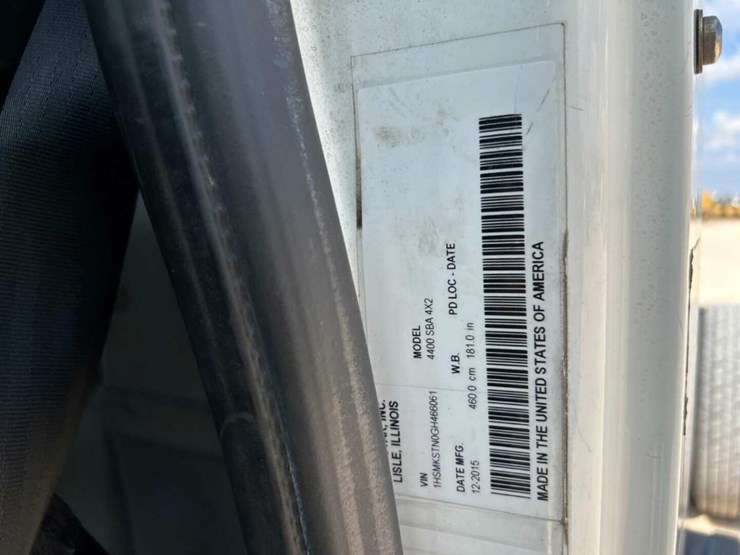 LISLE, ILLINOIS
VIN MODEL
1HSMKSTN0GH466061 4400 SBA 4X2
DATE MFG. W.B. PD LOC - DATE
12-2015 460.0 cm 181.0 in
MADE IN THE UNITED STATES OF AMERICA